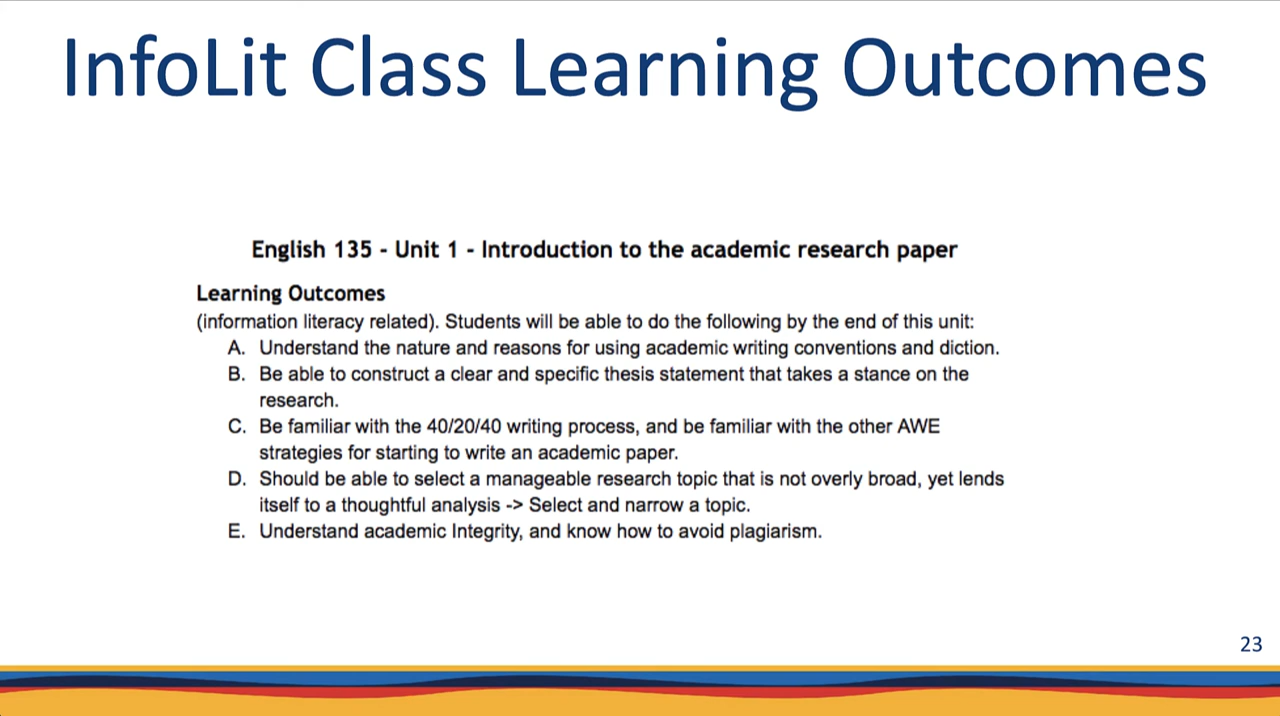 InfoLit Class Learning Outcomes
English 135 - Unit 1 - Introduction to the academic research paper
Learning Outcomes
(information literacy related). Students will be able to do the following by the end of this unit:
A. Understand the nature and reasons for using academic writing conventions and diction.
B. Be able to construct a clear and specific thesis statement that takes a stance on the
research.
C. Be familiar with the 40/20/40 writing process, and be familiar with the other AWE
strategies for starting to write an academic paper.
D. Should be able to select a manageable research topic that is not overly broad, yet lends
itself to a thoughtful analysis -> Select and narrow a topic.
E. Understand academic Integrity, and know how to avoid plagiarism.
23